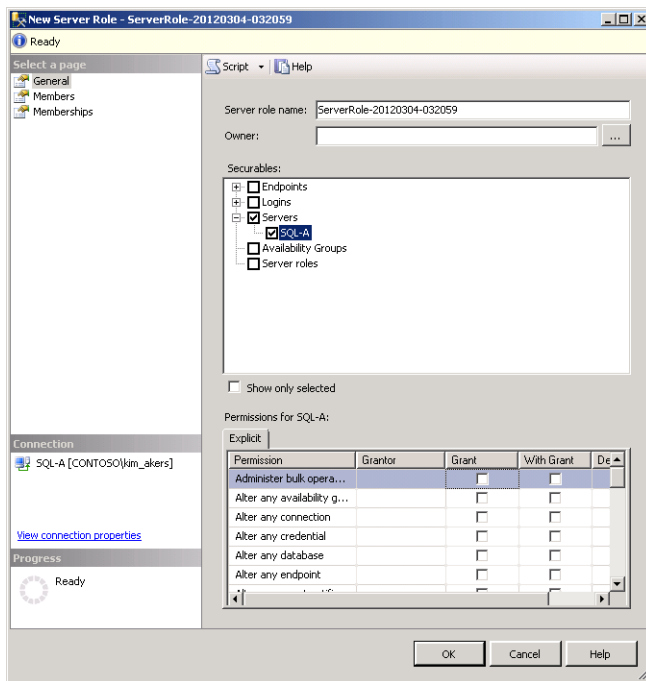 New Server Role - ServerRole-20120304-032059
Ready
Select a page
General
Members
Memberships
Script
Help
Server role name:
ServerRole-20120304-032059
Owner:
...
Securables:
Endpoints
Logins
Servers
SQL-A
Availability Groups
Server roles
Show only selected
Permissions for SQL-A:
Explicit
Permission Grantor Grant With Grant De
Administer bulk opera...
Alter any availability g...
Alter any connection
Alter any credential
Alter any database
Alter any endpoint
Connection
SQL-A [CONTOSO\kim_akers]
View connection properties
Progress
Ready
OK
Cancel
Help